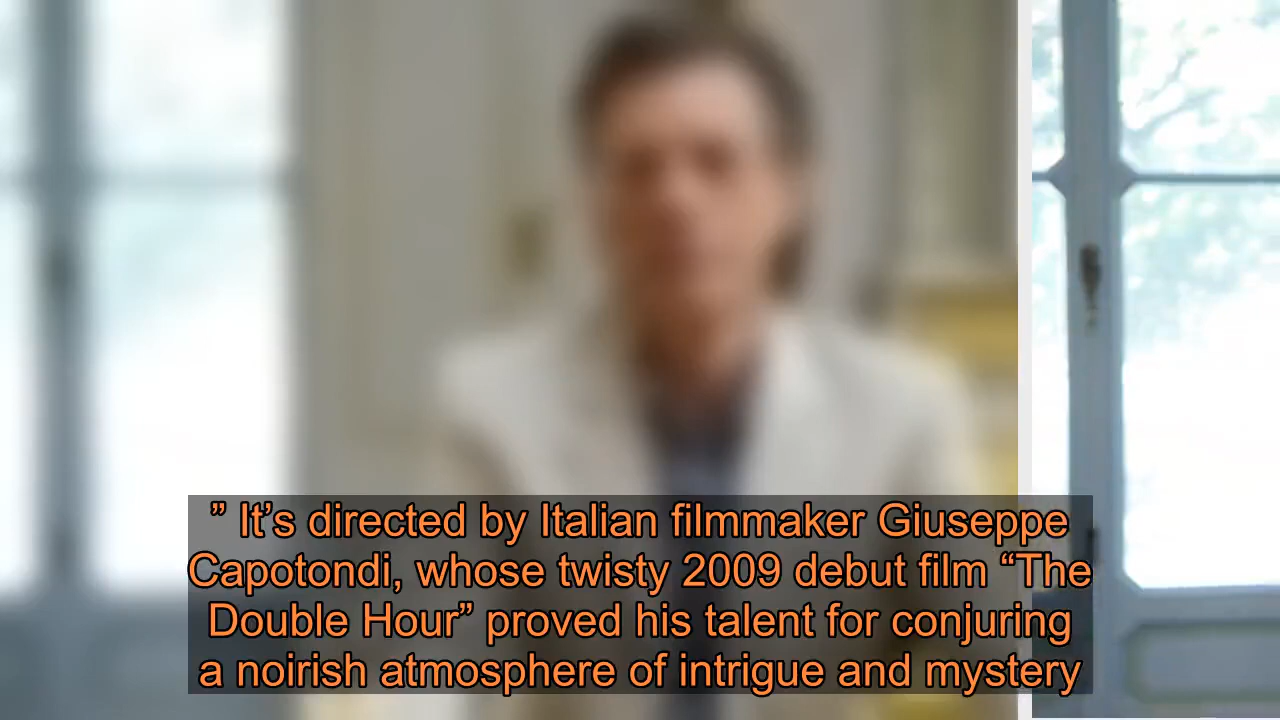 ” It’s directed by Italian filmmaker Giuseppe
Capotondi, whose twisty 2009 debut film “The
Double Hour” proved his talent for conjuring
a noirish atmosphere of intrigue and mystery